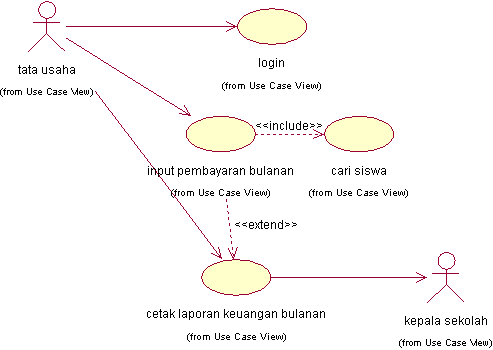 login
tata usaha
(from Use Case View)
(from Use Case View)
<<include>>
input pembayaran bulanan
cari siswa
(from Use Case View)
(from Use Case View)
<<extend>>
cetak laporan keuangan bulanan
kepala sekolah
(from Use Case View)
(from Use Case View)